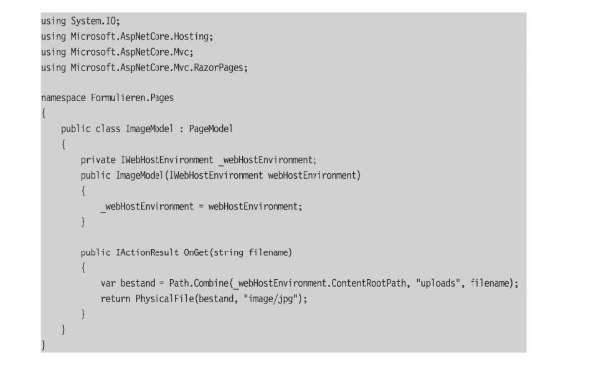 using System.IO;
using Microsoft.AspNetCore.Hosting;
using Microsoft.AspNetCore.Mvc;
using Microsoft.AspNetCore.Mvc.RazorPages;

namespace Formulieren.Pages
{
    public class ImageModel : PageModel
    {
        private IWebHostEnvironment _webHostEnvironment;
        public ImageModel(IWebHostEnvironment webHostEnvironment)
        {
            _webHostEnvironment = webHostEnvironment;
        }

        public IActionResult OnGet(string filename)
        {
            var bestand = Path.Combine(_webHostEnvironment.ContentRootPath, "uploads", filename);
            return PhysicalFile(bestand, "image/jpg");
        }
    }
}